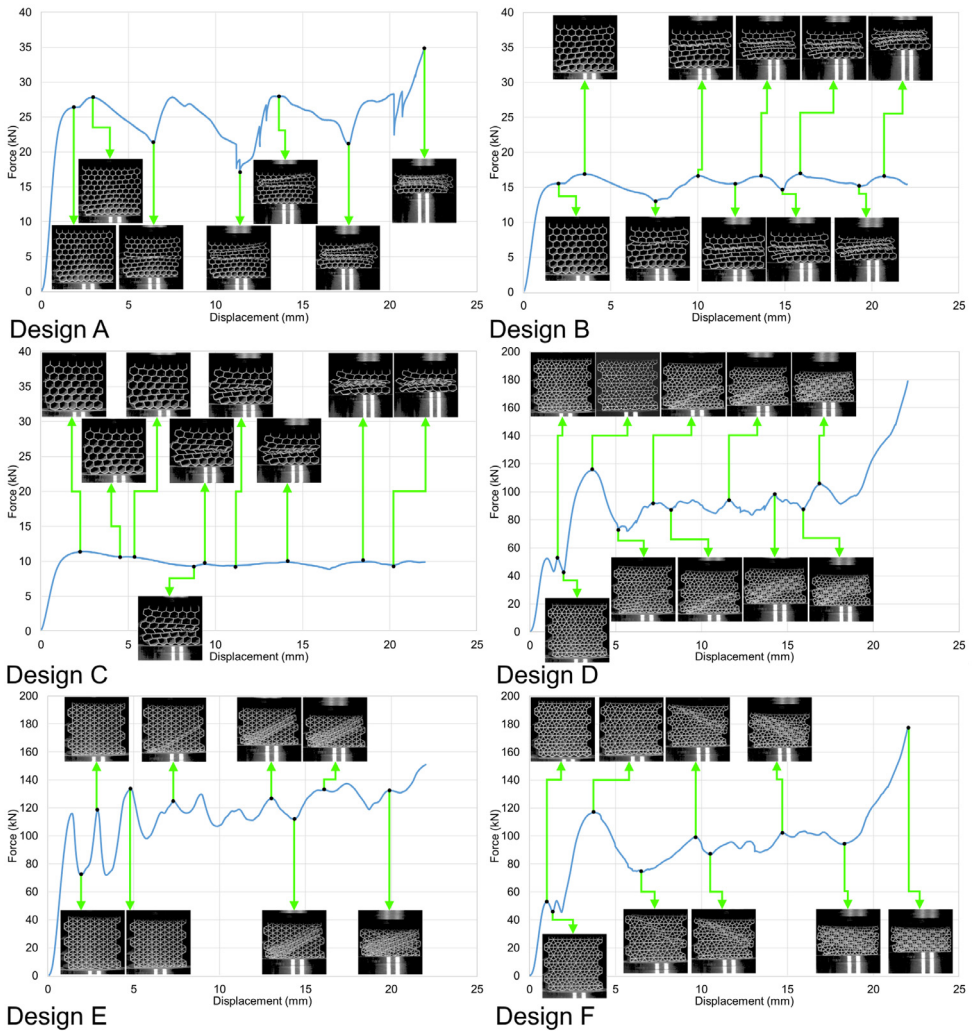 40
35
30
25
20
15
10
5
0
Force (kN)
0 5 10 15 20 25
Displacement (mm)
Design A
40
35
30
25
20
15
10
5
0
Force (kN)
0 5 10 15 20 25
Displacement (mm)
Design B
40
35
30
25
20
15
10
5
0
Force (kN)
0 5 10 15 20 25
Displacement (mm)
Design C
200
180
160
140
120
100
80
60
40
20
0
Force (kN)
0 5 10 15 20 25
Displacement (mm)
Design D
200
180
160
140
120
100
80
60
40
20
0
Force (kN)
0 5 10 15 20 25
Displacement (mm)
Design E
200
180
160
140
120
100
80
60
40
20
0
Force (kN)
0 5 10 15 20 25
Displacement (mm)
Design F